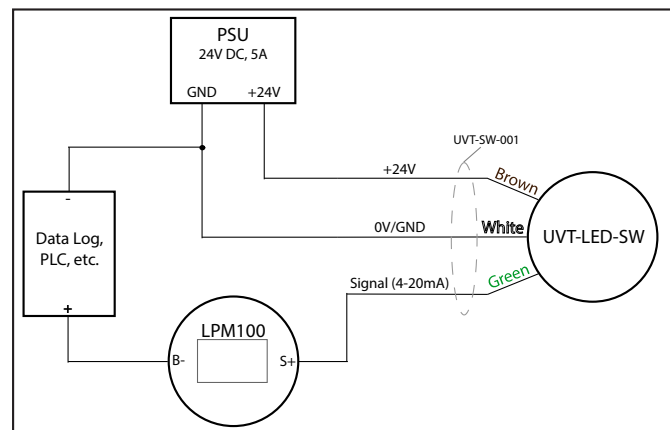 PSU
24V DC, 5A
GND
+24V
UVT-SW-001
+24V
Brown
-
Data Log,
PLC, etc.
+
0V/GND
White
UVT-LED-SW
Signal (4-20mA)
Green
LPM100
B-
S+